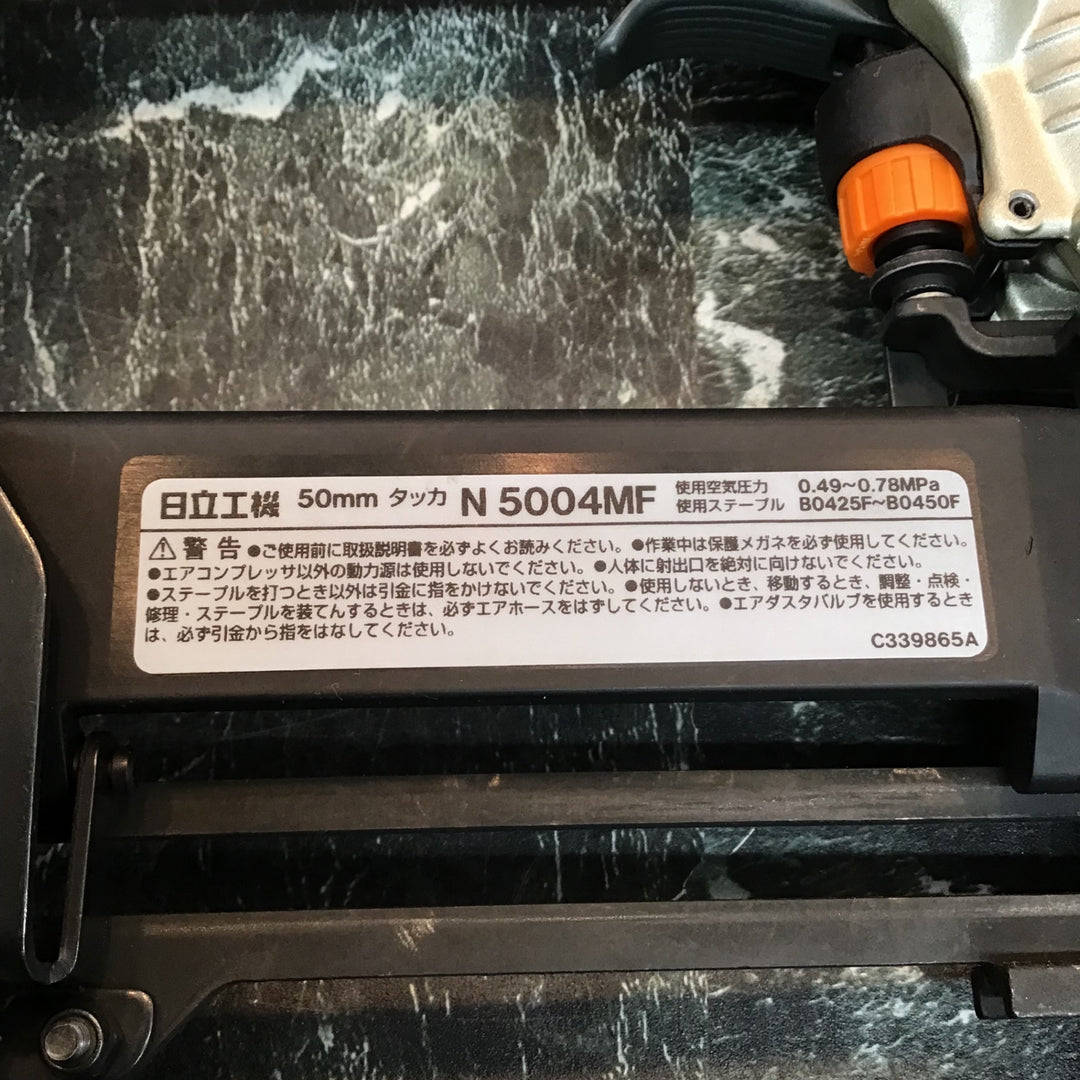 日立工機 50mm タッカ N 5004MF 使用空気圧力 0.49~0.78MPa
使用ステープル B0425F~B0450F
⚠ 警告 ●ご使用前に取扱説明書を必ずよくお読みください。●作業中は保護メガネを必ず使用してください。
●エアコンプレッサ以外の動力源は使用しないでください。●人体に射出口を絶対に向けないでください。
●ステープルを打つとき以外は引金に指をかけないでください。●使用しないとき、移動するとき、調整・点検・
修理・ステープルを装てんするときは、必ずエアホースをはずしてください。●エアダスタバルブを使用するとき
は、必ず引金から指をはなしてください。
C339865A